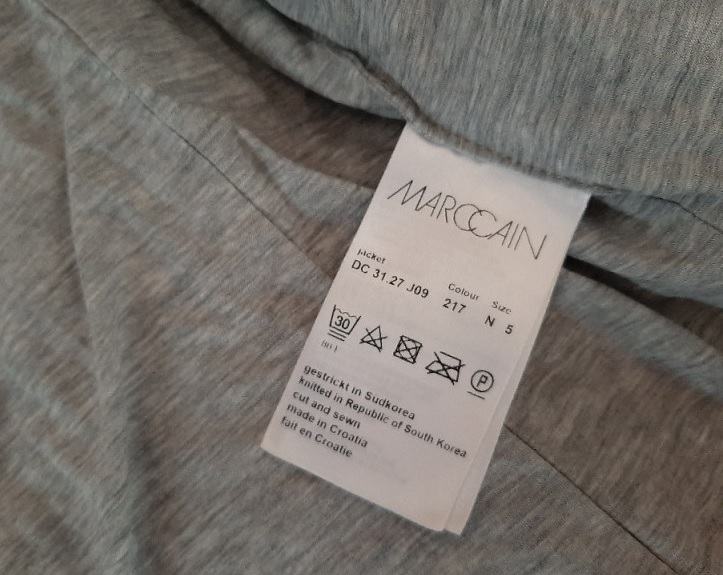 MARCCAIN
Jacket Colour Size
DC 31.27 J09 217 N 5
30
P
gestrickt in Sudkorea
knitted in Republic of South Korea
cut and sewn
made in Croatia
fait en Croatie